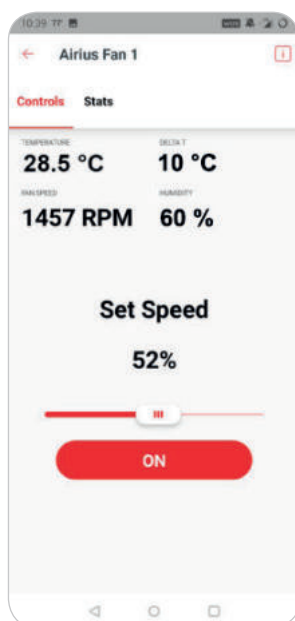 10:39
Airius Fan 1
Controls Stats
TEMPERATURE DELTA T
28.5 °C 10 °C
FAN SPEED HUMIDITY
1457 RPM 60 %
Set Speed
52%
ON